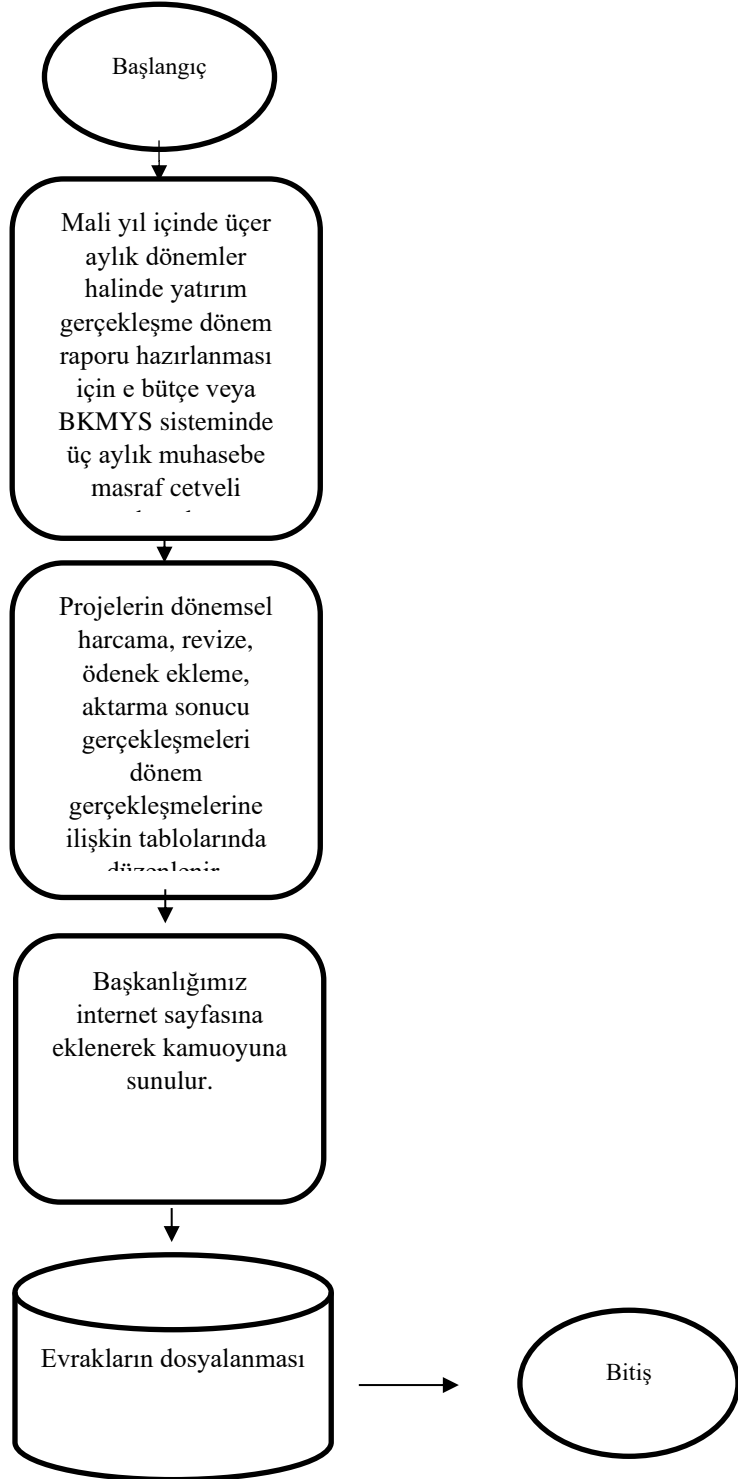 Başlangıç
Mali yıl içinde üçer
aylık dönemler
halinde yatırım
gerçekleşme dönem
raporu hazırlanması
için e bütçe veya
BKMYS sisteminde
üç aylık muhasebe
masraf cetveli
Projelerin dönemsel
harcama, revize,
ödenek ekleme,
aktarma sonucu
gerçekleşmeleri
dönem
gerçekleşmelerine
ilişkin tablolarında
düzenlenir.
Başkanlığımız
internet sayfasına
eklenerek kamuoyuna
sunulur.
Evrakların dosyalanması
Bitiş